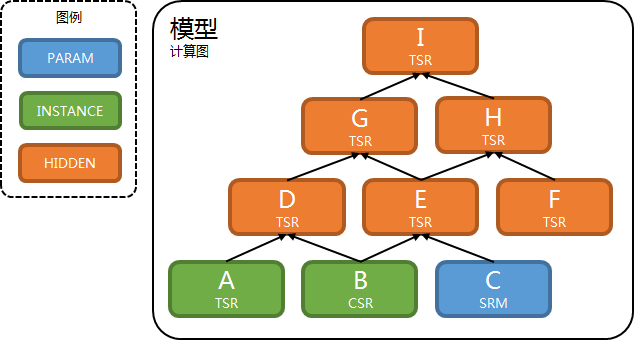 图例
PARAM
INSTANCE
HIDDEN
模型
计算图
I
TSR
G
TSR
H
TSR
D
TSR
E
TSR
F
TSR
A
TSR
B
CSR
C
SRM